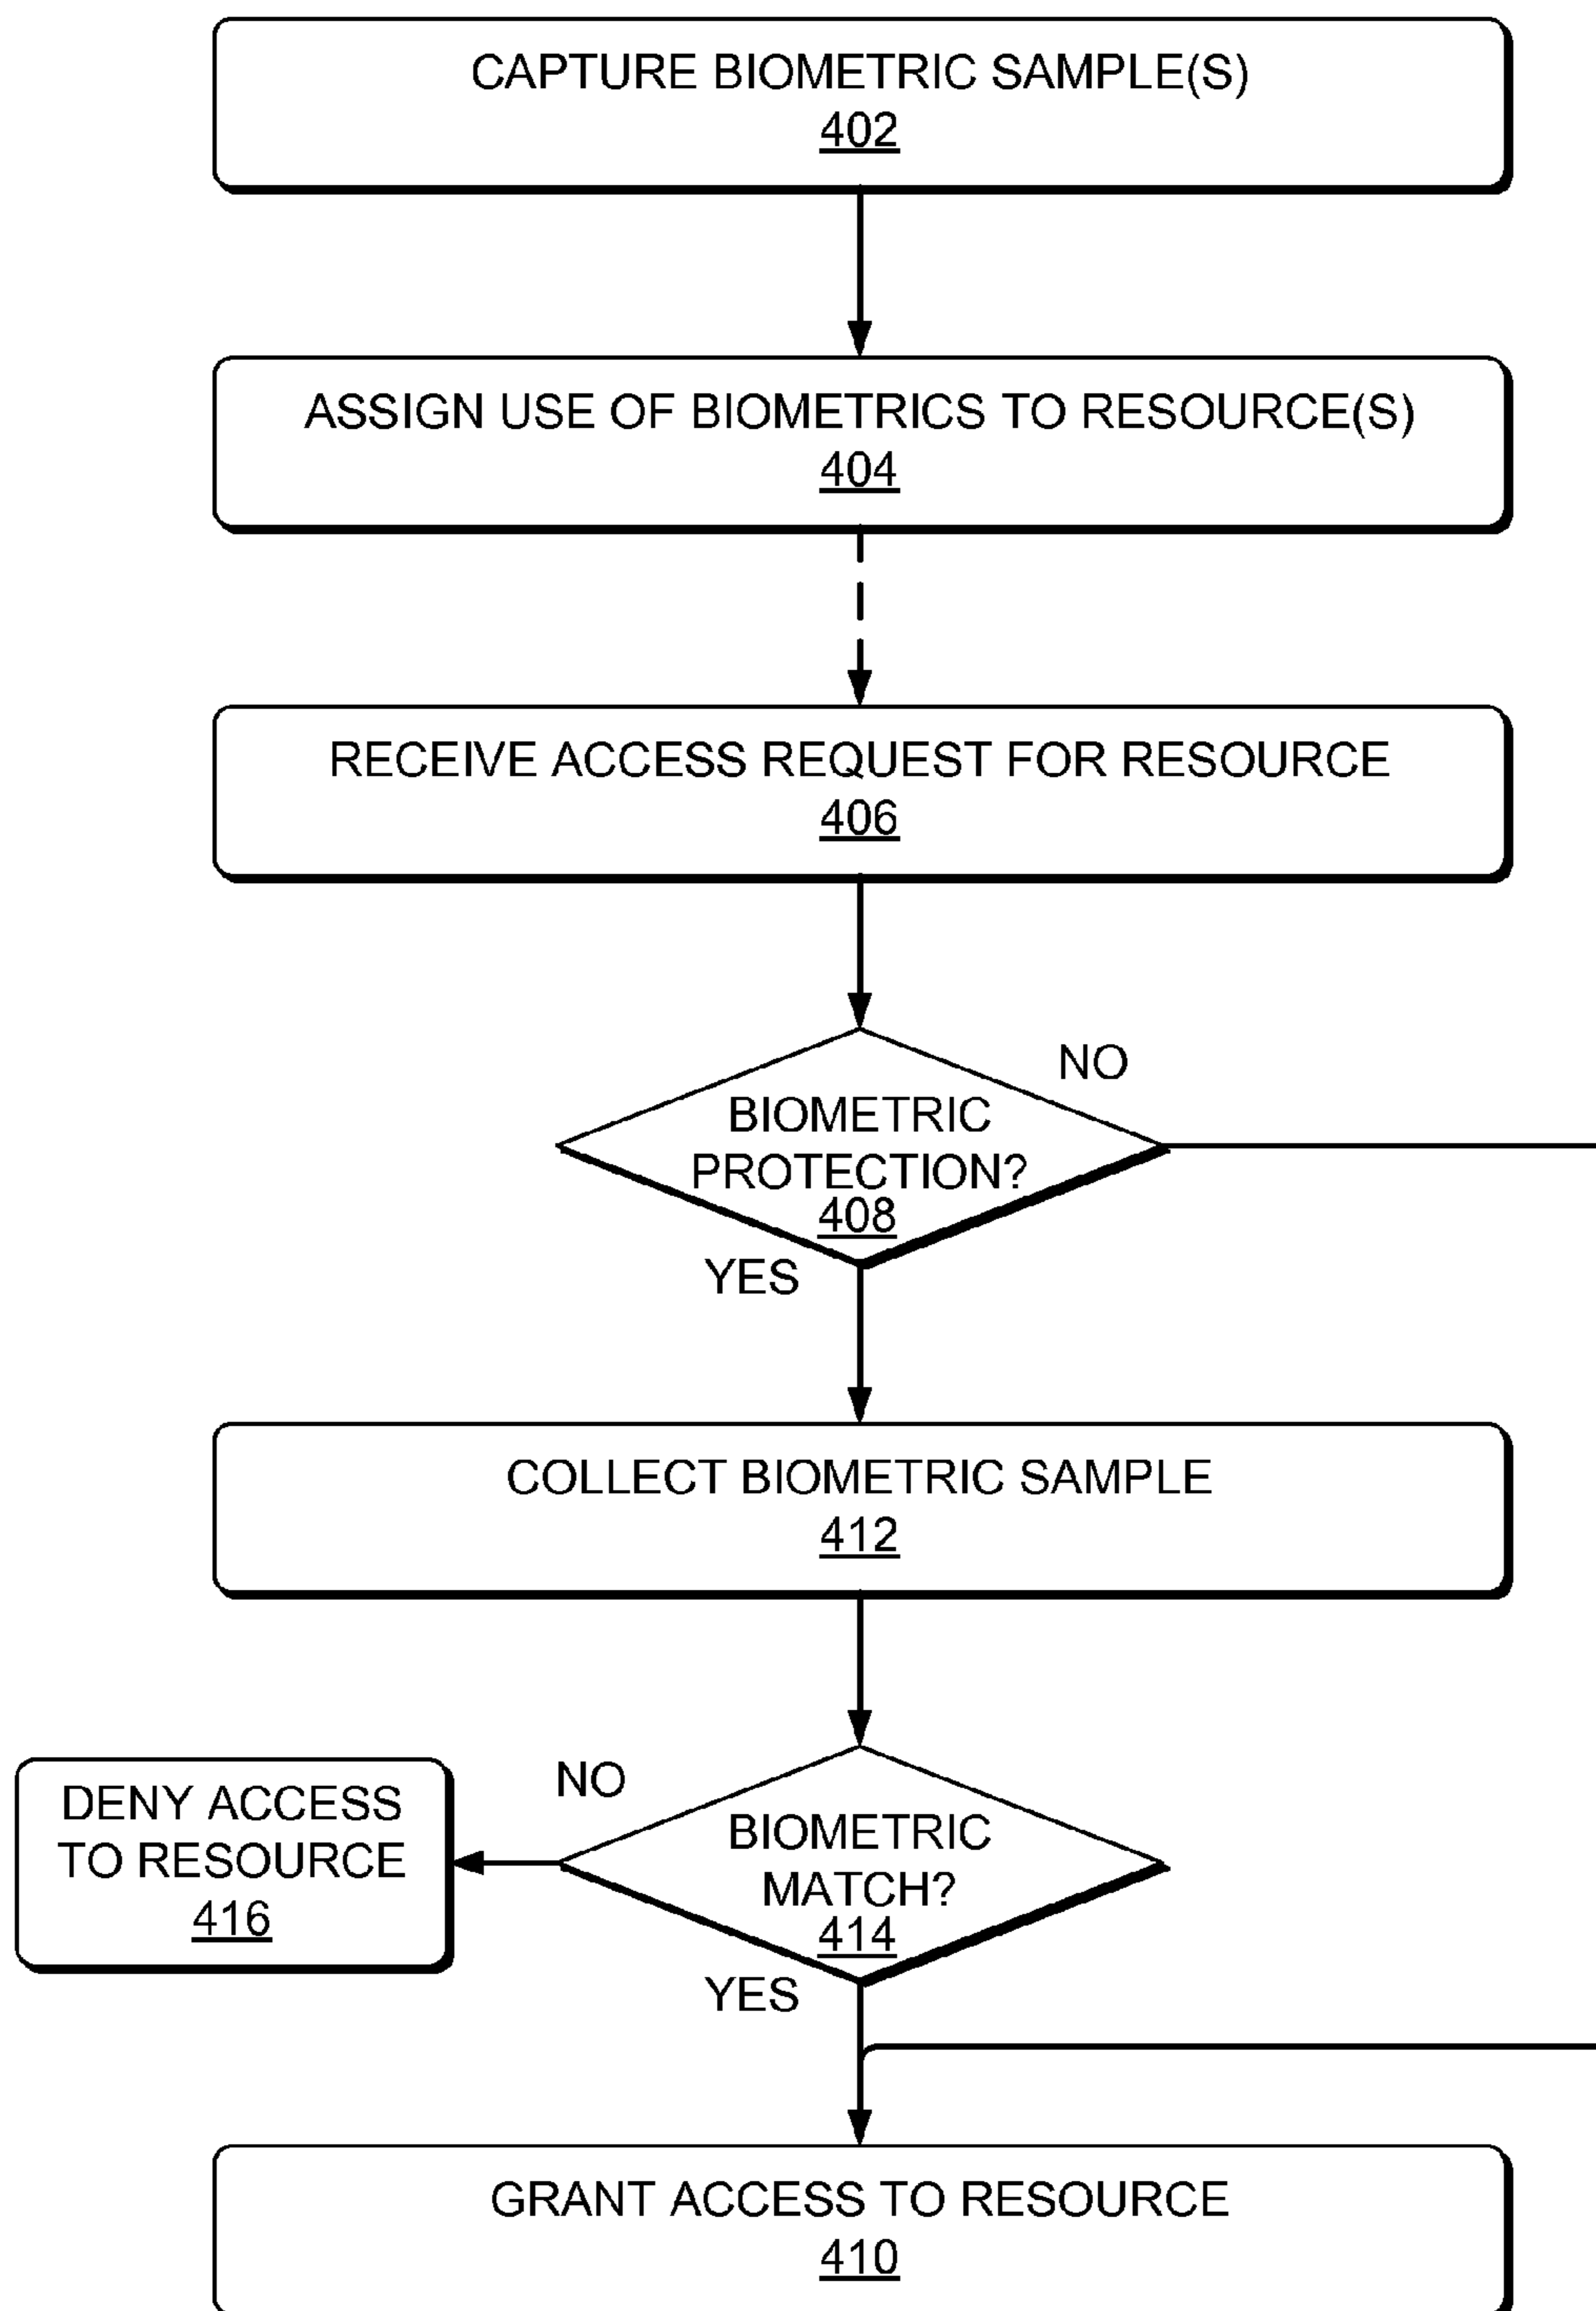 CAPTURE BIOMETRIC SAMPLE(S)
402
ASSIGN USE OF BIOMETRICS TO RESOURCE(S)
404
RECEIVE ACCESS REQUEST FOR RESOURCE
406
NO
BIOMETRIC
PROTECTION?
408
YES
COLLECT BIOMETRIC SAMPLE
412
NO
BIOMETRIC
MATCH?
414
YES
DENY ACCESS
TO RESOURCE
416
GRANT ACCESS TO RESOURCE
410